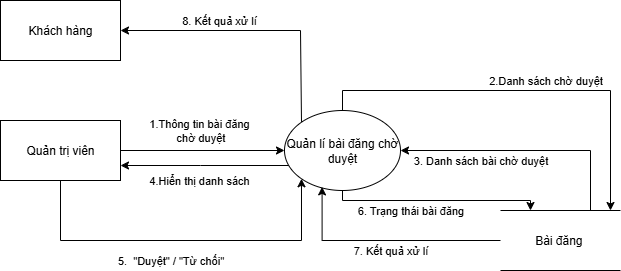 8. Kết quả xử lí
Khách hàng
2.Danh sách chờ duyệt
1.Thông tin bài đăng
chờ duyệt
Quản trị viên
Quản lí bài đăng chờ
duyệt
3. Danh sách bài chờ duyệt
4.Hiển thị danh sách
6. Trạng thái bài đăng
Bài đăng
7. Kết quả xử lí
5. "Duyệt" / "Từ chối"